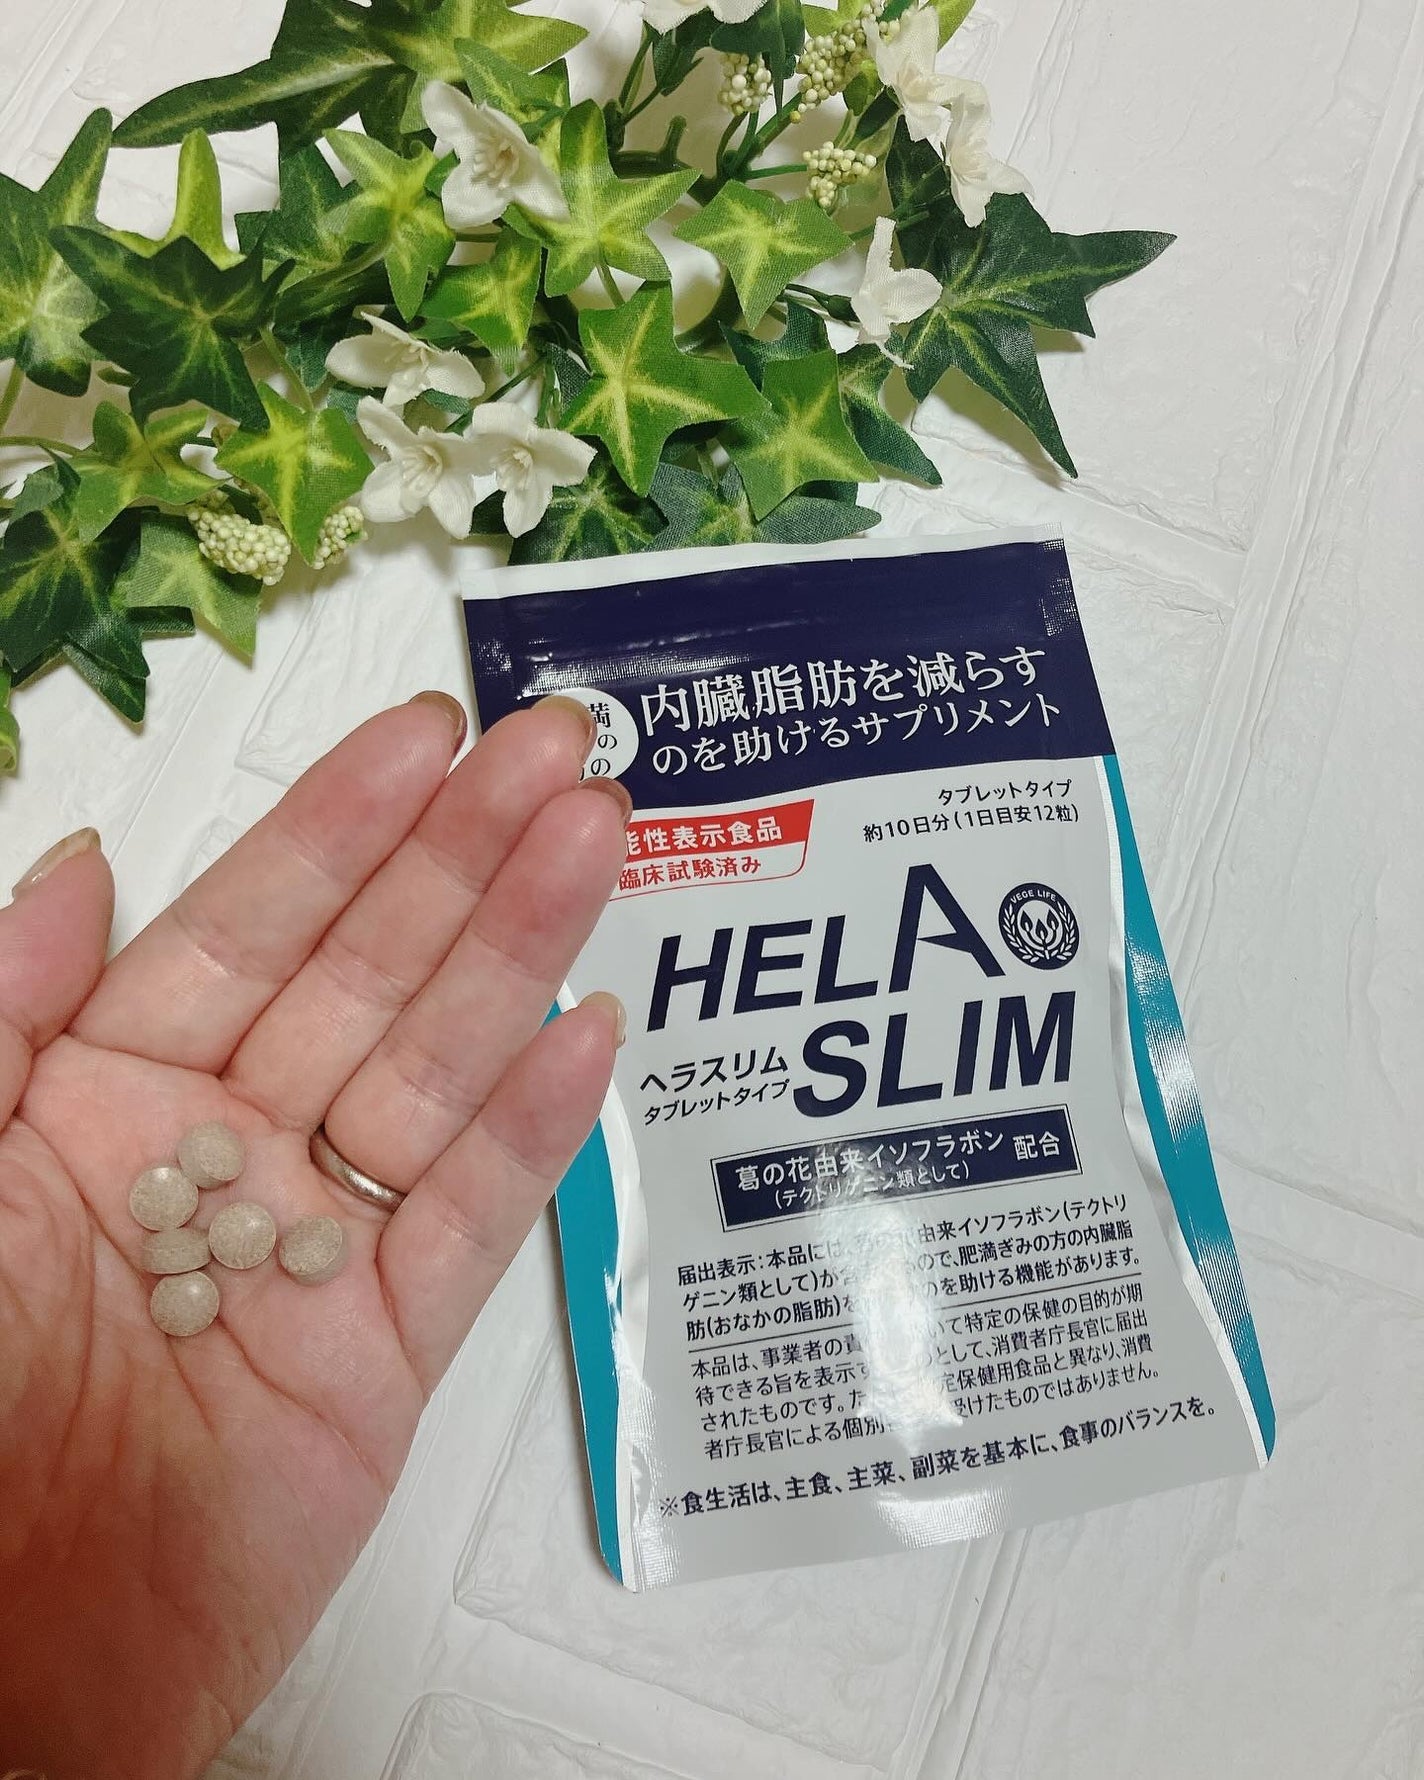 満
の
の
内臓脂肪を減らす
のを助けるサプリメント
タブレットタイプ
約10日分(1日目安12粒)
能性表示食品
臨床試験済み
HELA
VEGE LIFE
SLIM
ヘラスリム
タブレットタイプ
葛の花由来イソフラボン 配合
(テクトリゲニン類として)
届出表示:本品には、葛の花由来イソフラボン(テクトリ
ゲニン類として)が含 ので、肥満ぎみの方の内臓脂
肪(おなかの脂肪)を のを助ける機能があります。
本品は、事業者の責 いて特定の保健の目的が期
待できる旨を表示す のとして、消費者庁長官に届出
されたものです。た 定保健用食品と異なり、消費
者庁長官による個別 受けたものではありません。
※食生活は、主食、主菜、副菜を基本に、食事のバランスを。